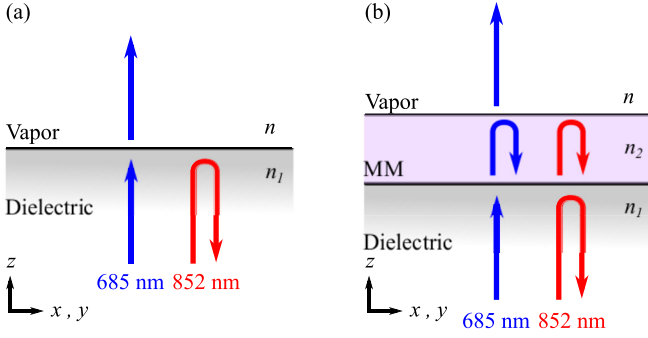 (a)
Vapor
n
n1
Dielectric
z
685 nm
852 nm
x , y
(b)
Vapor
n
n2
MM
n1
Dielectric
z
x , y
685 nm
852 nm